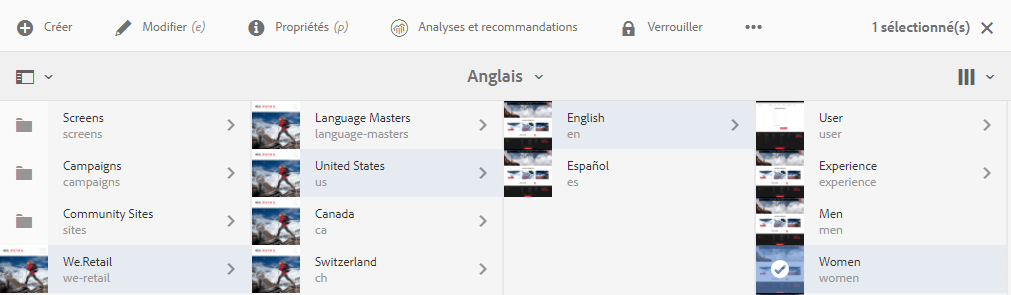 Créer Modifier (e) Propriétés (p) Analyses et recommandations Verrouiller 1 sélectionné(s)
Anglais
Screens
screens
Campaigns
campaigns
Community Sites
sites
We.Retail
we-retail
Language Masters
language-masters
United States
us
Canada
ca
Switzerland
ch
English
en
Español
es
User
user
Experience
experience
Men
men
Women
women